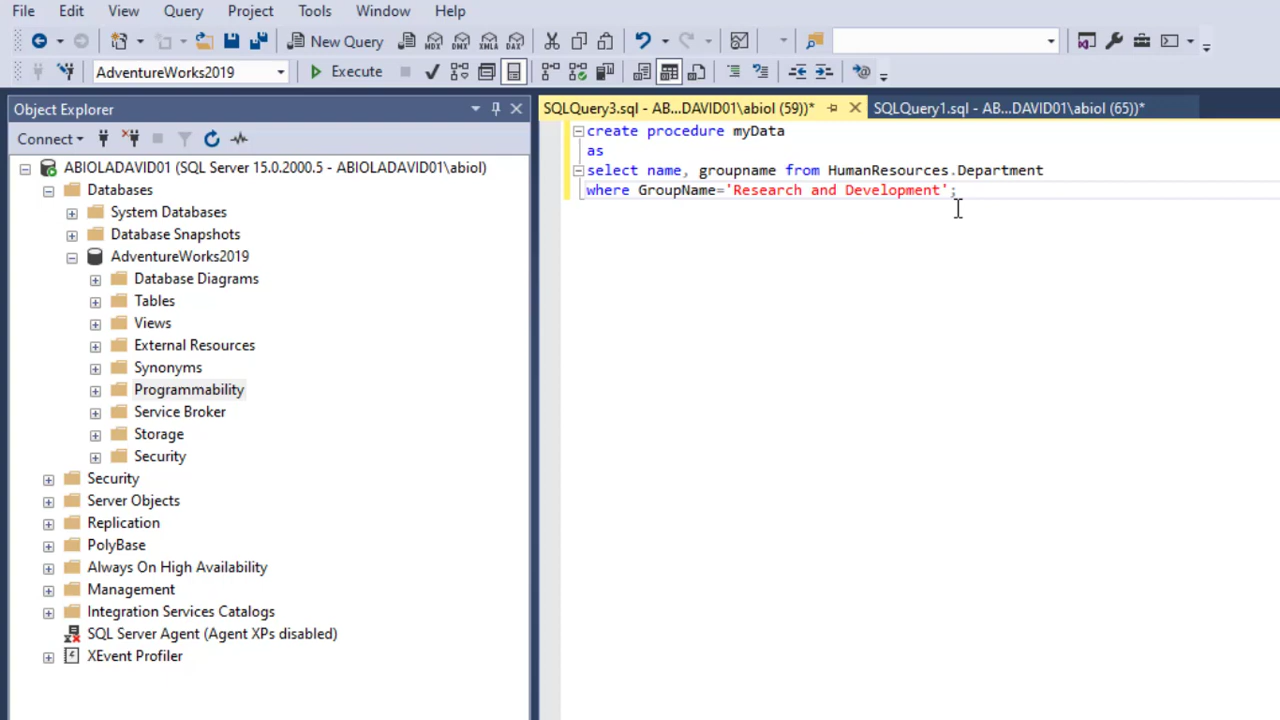 File Edit View Query Project Tools Window Help
New Query MDX DMX XMLA DAX
AdventureWorks2019 Execute
Object Explorer
SQLQuery3.sql - AB...DAVID01\abiol (59))*
SQLQuery1.sql - AB...DAVID01\abiol (65))*
Connect
ABIOLADAVID01 (SQL Server 15.0.2000.5 - ABIOLADAVID01\abiol)
Databases
System Databases
Database Snapshots
AdventureWorks2019
Database Diagrams
Tables
Views
External Resources
Synonyms
Programmability
Service Broker
Storage
Security
Security
Server Objects
Replication
PolyBase
Always On High Availability
Management
Integration Services Catalogs
SQL Server Agent (Agent XPs disabled)
XEvent Profiler
create procedure myData
as
select name, groupname from HumanResources.Department
where GroupName='Research and Development';